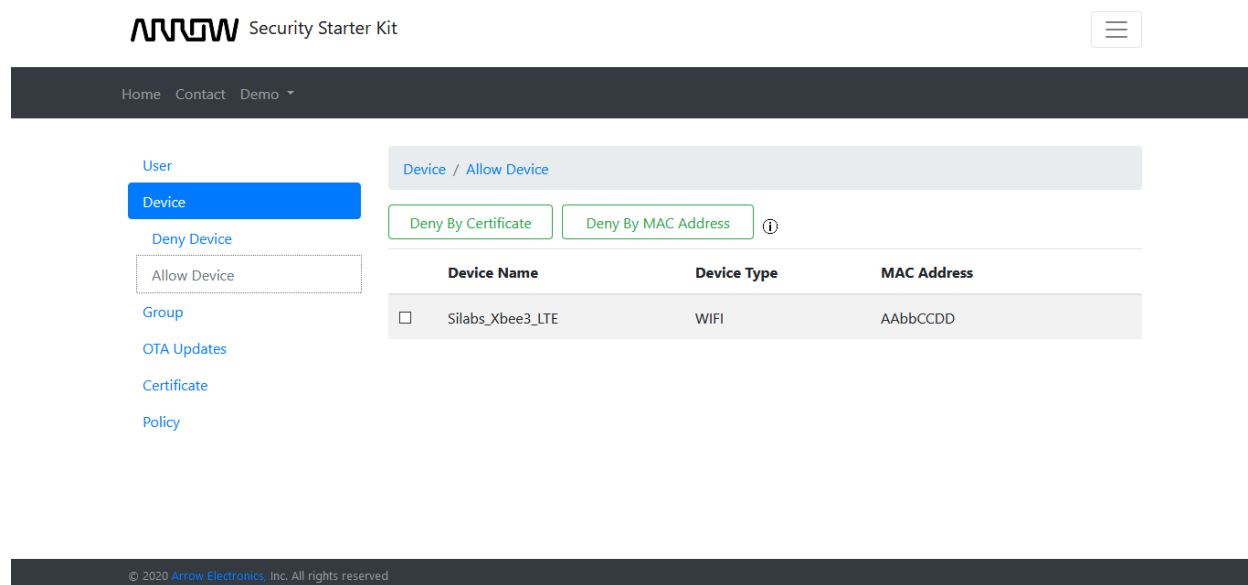 ARROW Security Starter Kit
Home Contact Demo
User
Device
Deny Device
Allow Device
Group
OTA Updates
Certificate
Policy
Device / Allow Device
Deny By Certificate Deny By MAC Address
Device Name Device Type MAC Address
Silabs_Xbee3_LTE WIFI AAbbCCDD
© 2020 Arrow Electronics, Inc. All rights reserved